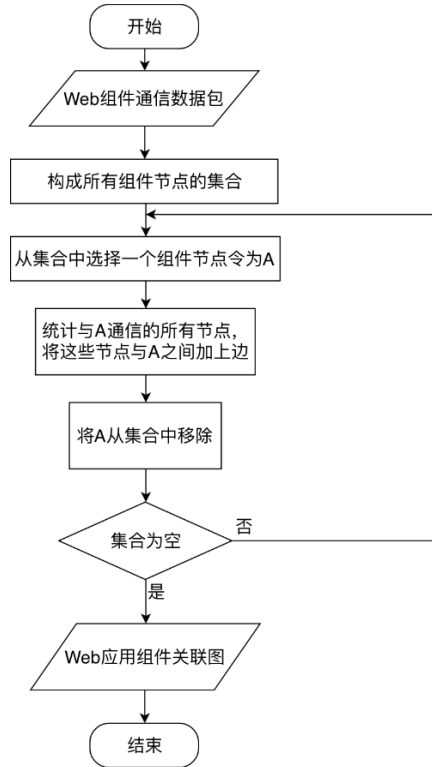 开始
Web组件通信数据包
构成所有组件节点的集合
从集合中选择一个组件节点令为A
统计与A通信的所有节点,
将这些节点与A之间加上边
将A从集合中移除
集合为空
否
是
Web应用组件关联图
结束